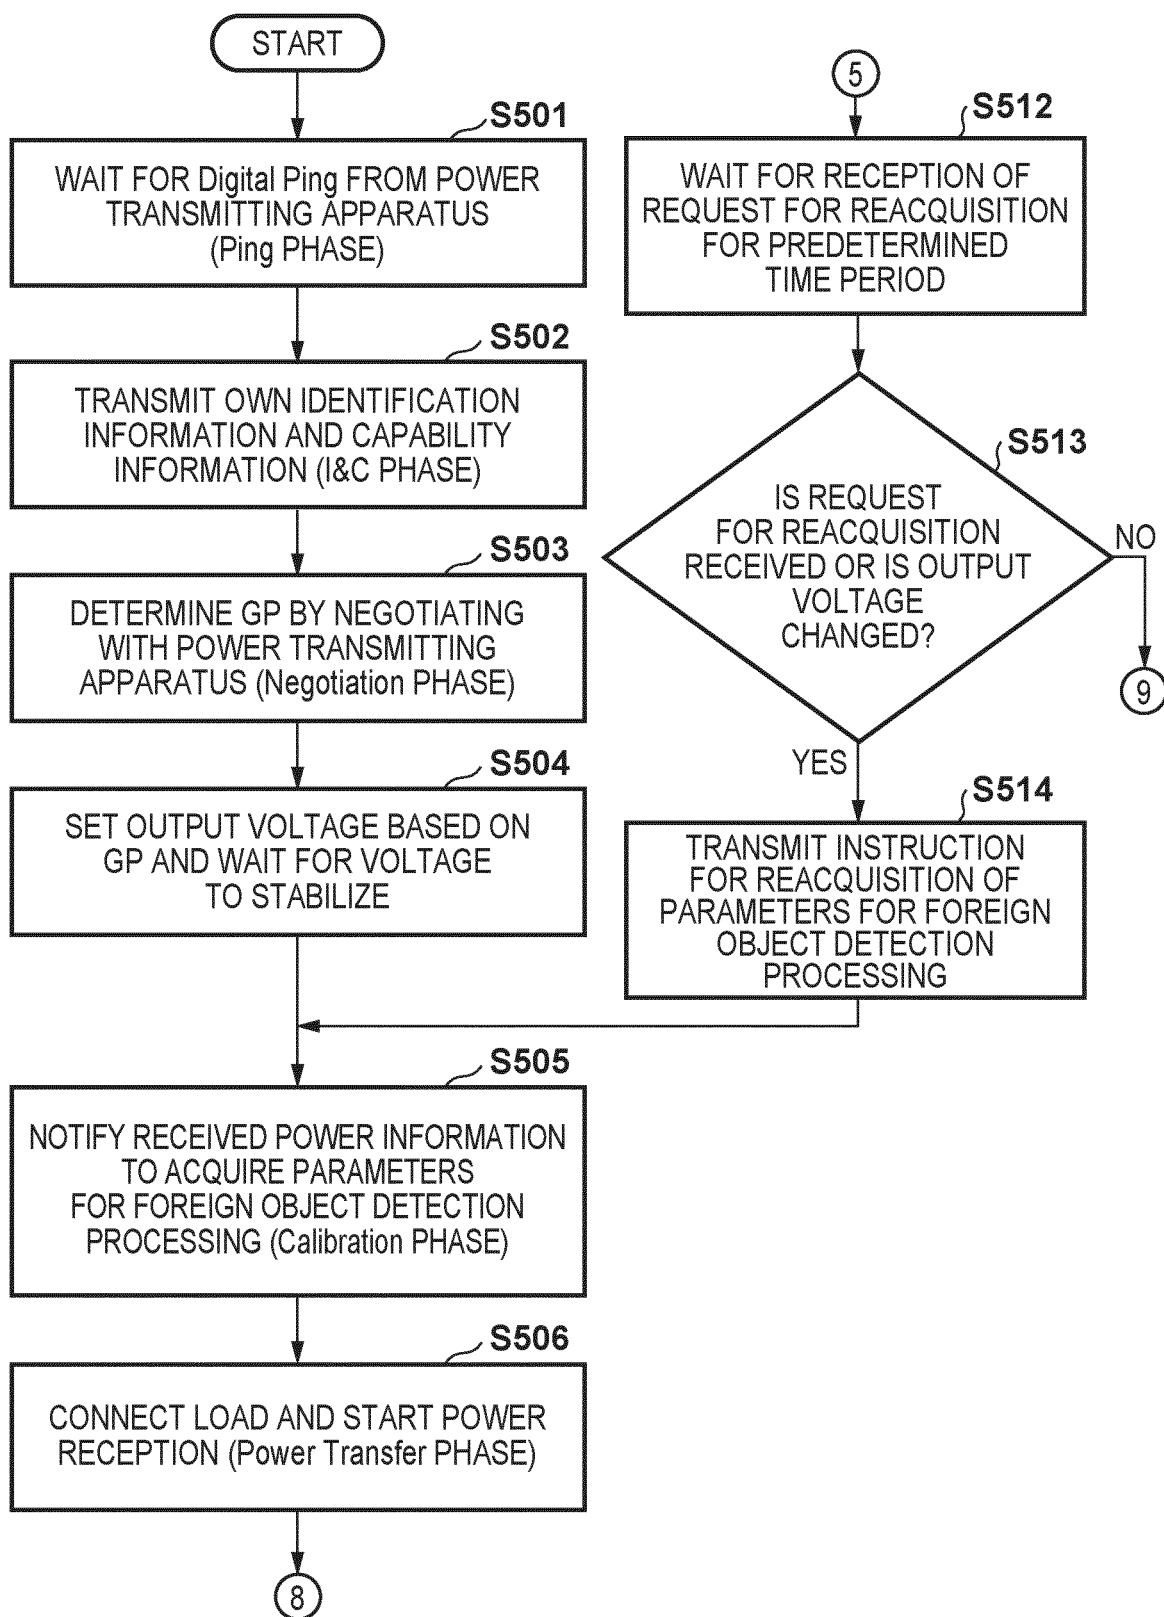 START
S501
WAIT FOR Digital Ping FROM POWER
TRANSMITTING APPARATUS
(Ping PHASE)
S502
TRANSMIT OWN IDENTIFICATION
INFORMATION AND CAPABILITY
INFORMATION (I&C PHASE)
S503
DETERMINE GP BY NEGOTIATING
WITH POWER TRANSMITTING
APPARATUS (Negotiation PHASE)
S504
SET OUTPUT VOLTAGE BASED ON
GP AND WAIT FOR VOLTAGE
TO STABILIZE
S505
NOTIFY RECEIVED POWER INFORMATION
TO ACQUIRE PARAMETERS
FOR FOREIGN OBJECT DETECTION
PROCESSING (Calibration PHASE)
S506
CONNECT LOAD AND START POWER
RECEPTION (Power Transfer PHASE)
8
5
S512
WAIT FOR RECEPTION OF
REQUEST FOR REACQUISITION
FOR PREDETERMINED
TIME PERIOD
S513
IS REQUEST
FOR REACQUISITION
RECEIVED OR IS OUTPUT
VOLTAGE
CHANGED?
NO
9
YES
S514
TRANSMIT INSTRUCTION
FOR REACQUISITION OF
PARAMETERS FOR FOREIGN
OBJECT DETECTION
PROCESSING